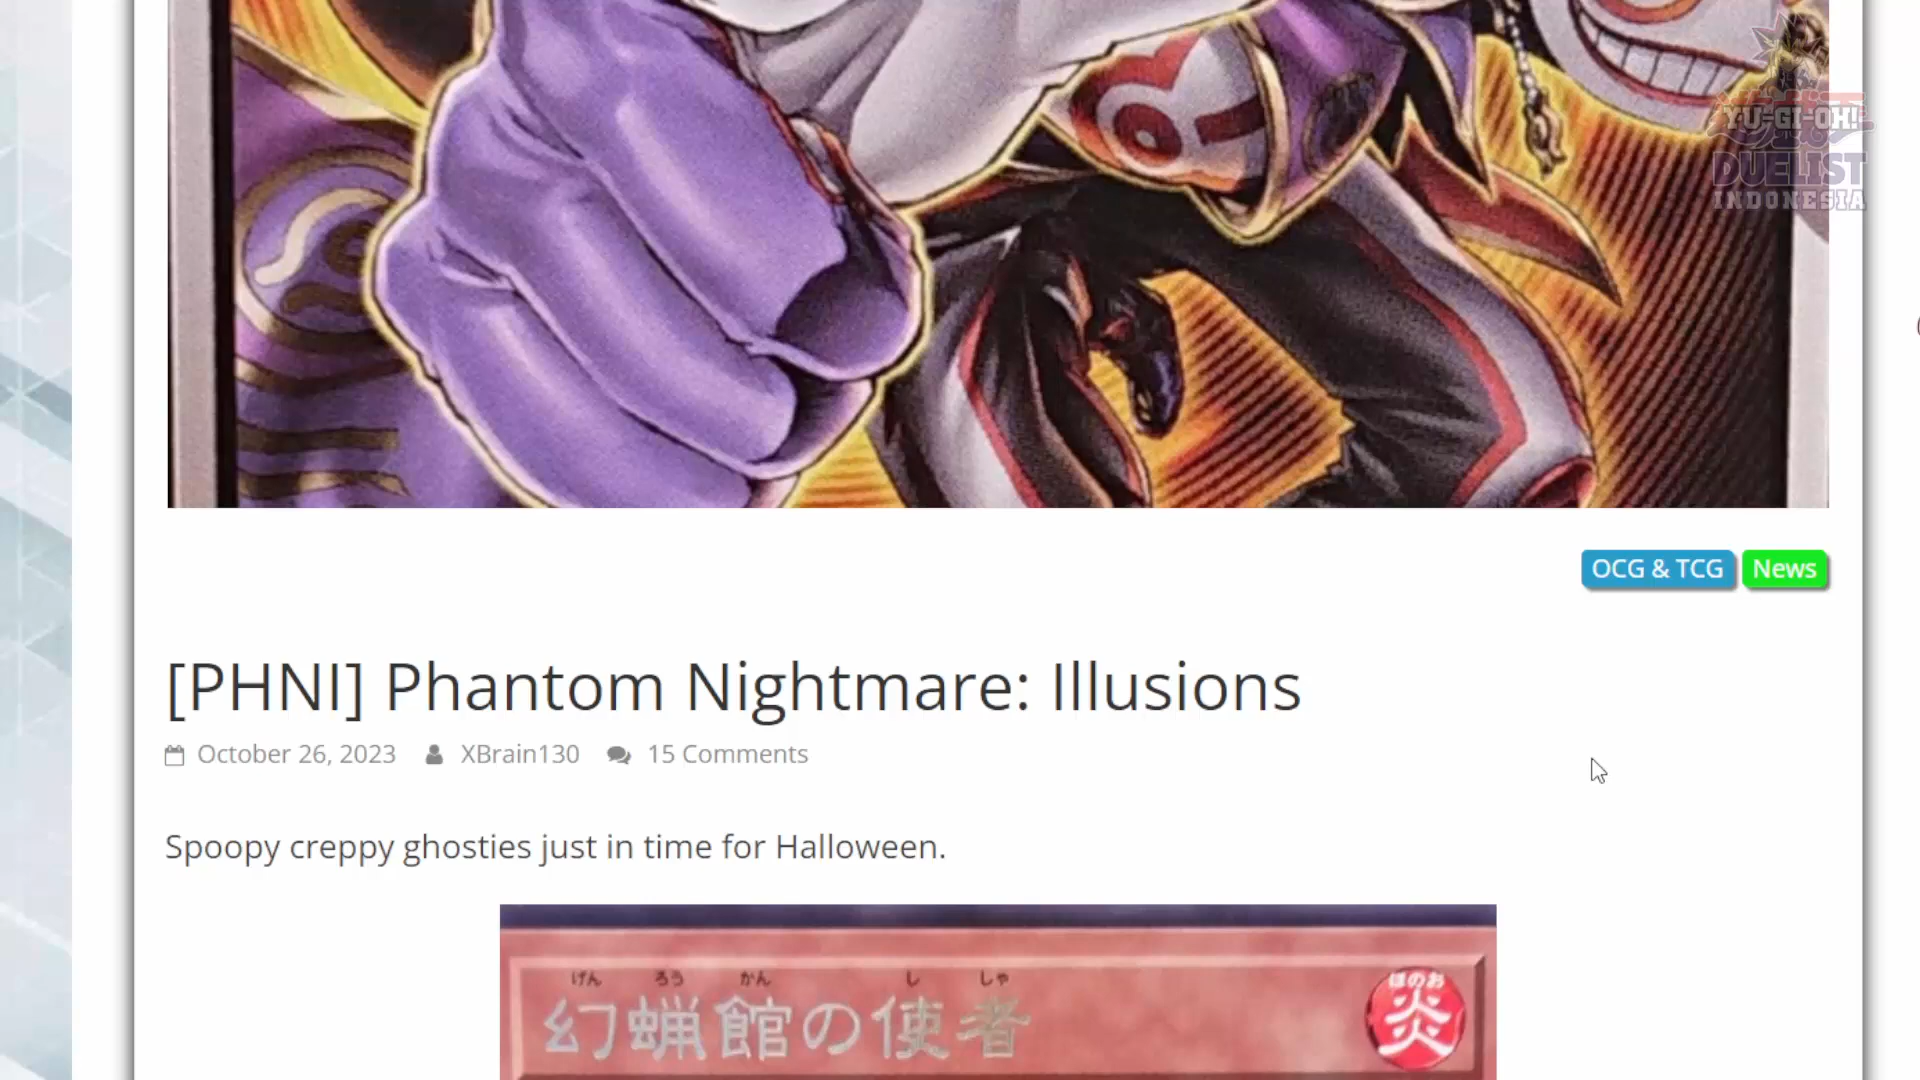 YU-GI-OH!
DUELIST
INDONESIA
OCG & TCG News
[PHNI] Phantom Nightmare: Illusions
October 26, 2023 XBrain130 15 Comments
Spoopy creppy ghosties just in time for Halloween.
げん ろう かん し しゃ ほのお
幻蝋館の使者 炎